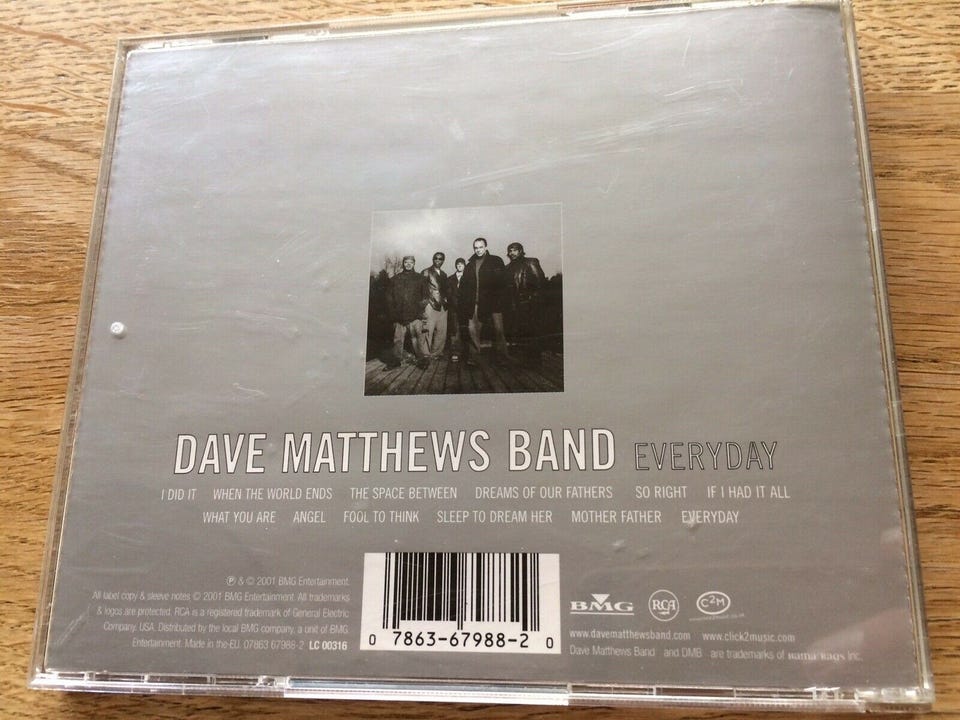 DAVE MATTHEWS BAND EVERYDAY
I DID IT WHEN THE WORLD ENDS THE SPACE BETWEEN DREAMS OF OUR FATHERS SO RIGHT IF I HAD IT ALL
WHAT YOU ARE ANGEL FOOL TO THINK SLEEP TO DREAM HER MOTHER FATHER EVERYDAY
℗ & © 2001 BMG Entertainment.
All label copy & sleeve notes © 2001 BMG Entertainment. All trademarks
& logos are protected. RCA is a registered trademark of General Electric
Company, USA. Distributed by the local BMG company, a unit of BMG
Entertainment. Made in the EU. 07863 67988-2 LC 00316
0 7863-67988-2 0
BMG RCA C2M
www.davematthewsband.com www.click2music.com
Dave Matthews Band and DMB are trademarks of Bama Rags Inc.